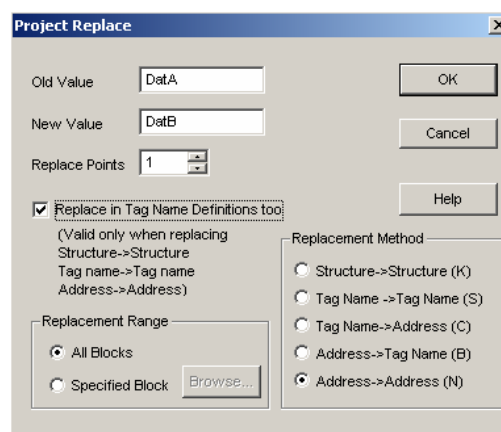 Project Replace
Old Value DatA
OK
New Value DatB
Cancel
Replace Points 1
Help
Replace in Tag Name Definitions too
(Valid only when replacing
Structure->Structure
Tag name->Tag name
Address->Address)
Replacement Method
Structure->Structure (K)
Tag Name ->Tag Name (S)
Tag Name->Address (C)
Address->Tag Name (B)
Address->Address (N)
Replacement Range
All Blocks
Specified Block Browse...